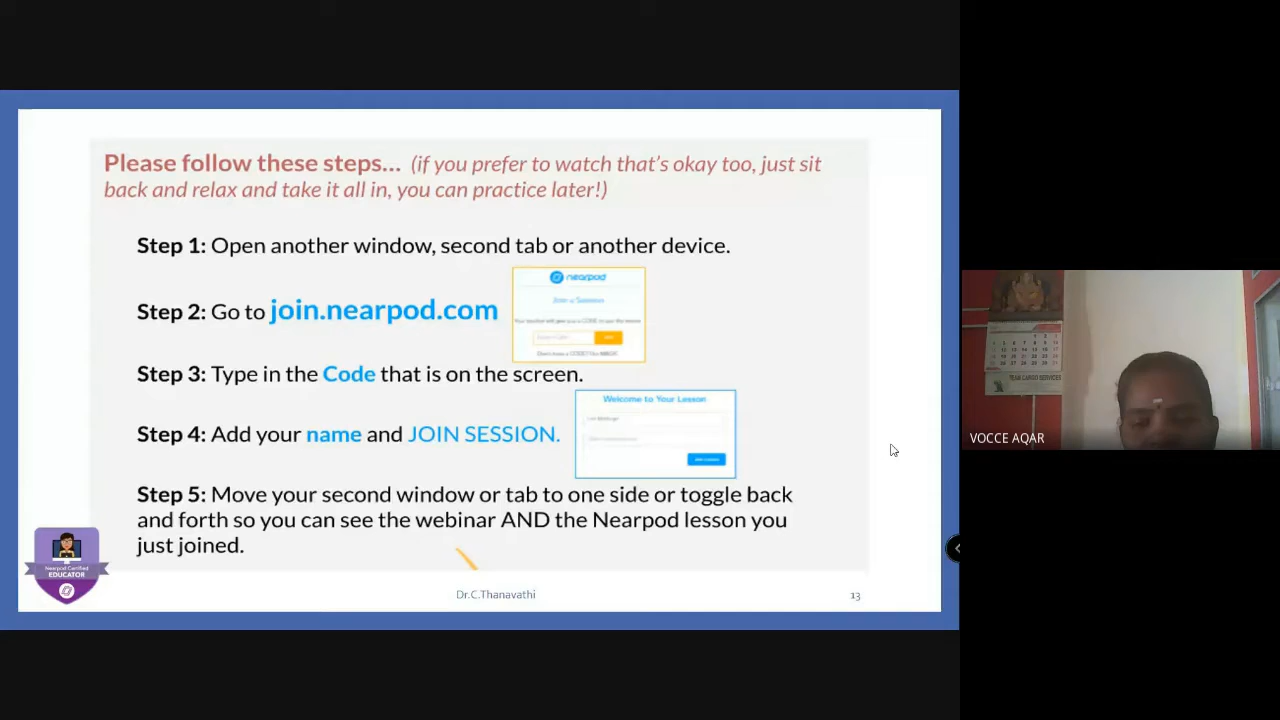 Please follow these steps... (if you prefer to watch that's okay too, just sit
back and relax and take it all in, you can practice later!)
Step 1: Open another window, second tab or another device.
Step 2: Go to join.nearpod.com
nearpod
Join a Session
Step 3: Type in the Code that is on the screen.
Welcome to Your Lesson
Step 4: Add your name and JOIN SESSION.
Step 5: Move your second window or tab to one side or toggle back
and forth so you can see the webinar AND the Nearpod lesson you
just joined.
Nearpod Certified
EDUCATOR
Dr.C.Thanavathi
13
TEAM CARGO SERVICES
VOCCE AQAR